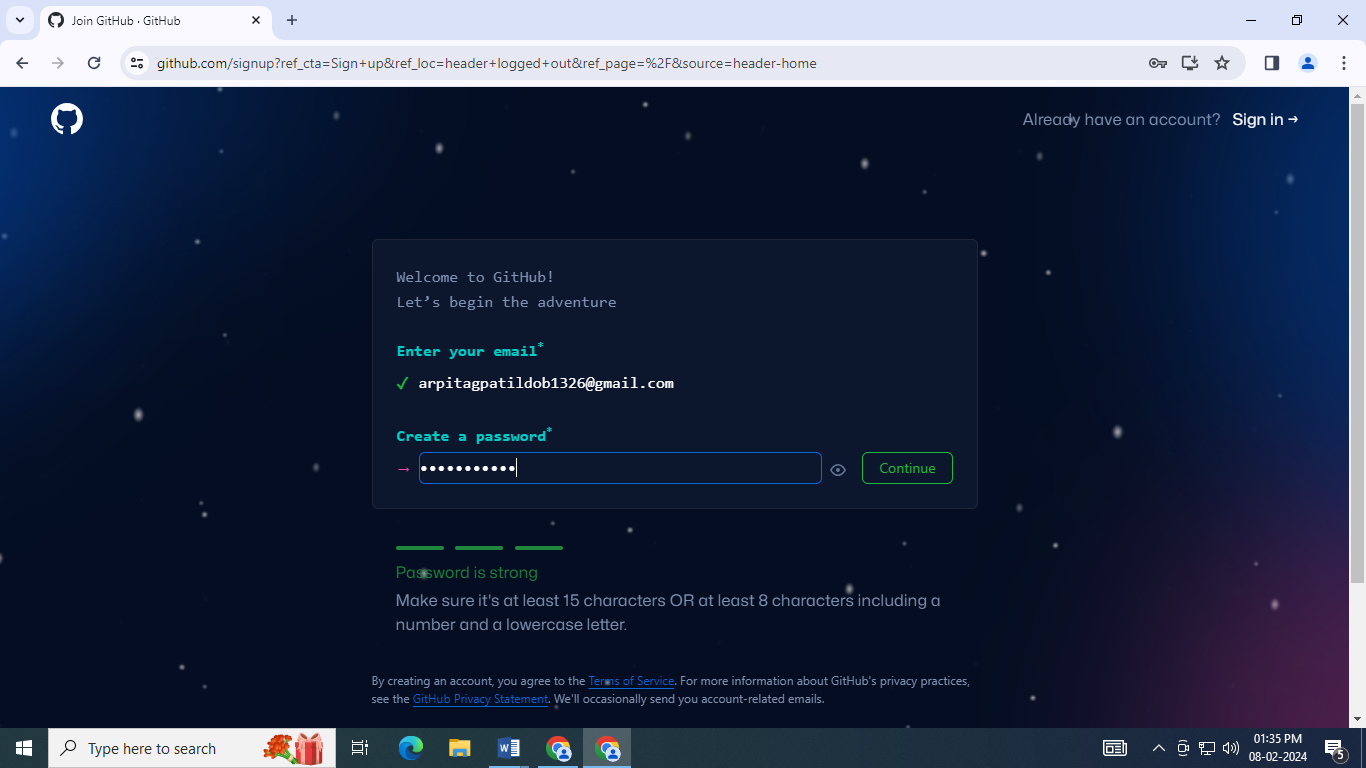 Join GitHub · GitHub
github.com/signup?ref_cta=Sign+up&ref_loc=header+logged+out&ref_page=%2F&source=header-home
Already have an account? Sign in →
Welcome to GitHub!
Let’s begin the adventure
Enter your email*
✓ arpitagpatildob1326@gmail.com
Create a password*
→ ••••••••••• Continue
Password is strong
Make sure it's at least 15 characters OR at least 8 characters including a
number and a lowercase letter.
By creating an account, you agree to the Terms of Service. For more information about GitHub's privacy practices,
see the GitHub Privacy Statement. We'll occasionally send you account-related emails.
Type here to search
01:35 PM
08-02-2024
5